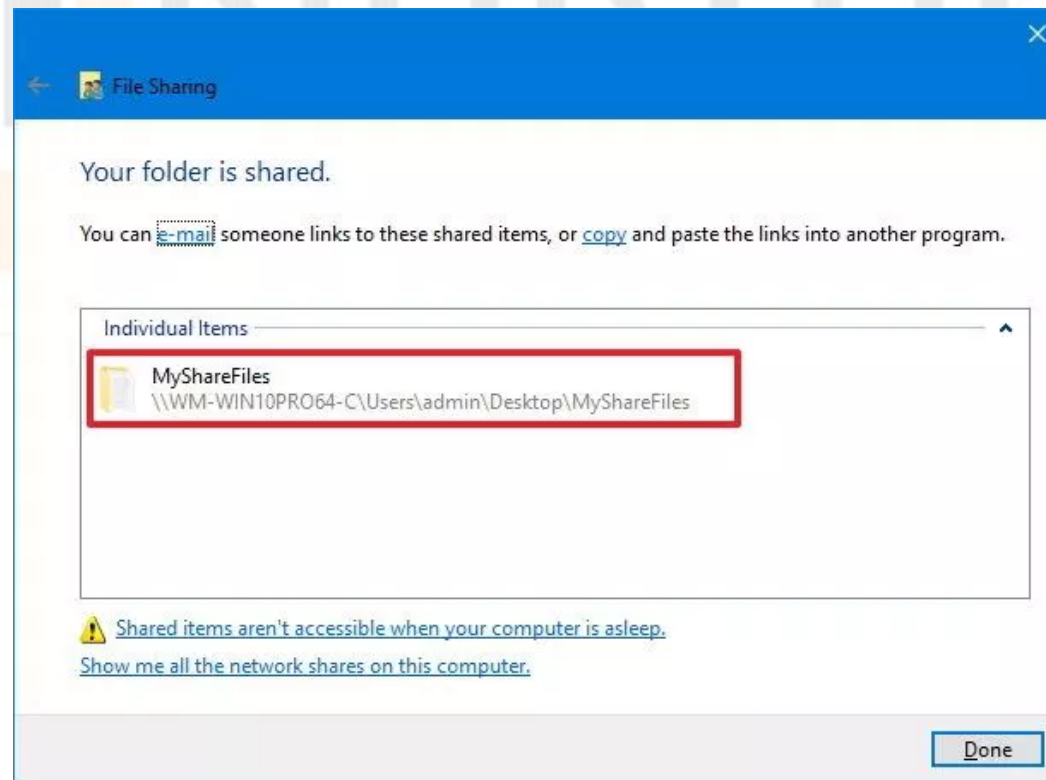 File Sharing
Your folder is shared.
You can e-mail someone links to these shared items, or copy and paste the links into another program.
Individual Items
MyShareFiles
\\WM-WIN10PRO64-C\Users\admin\Desktop\MyShareFiles
Shared items aren't accessible when your computer is asleep.
Show me all the network shares on this computer.
Done